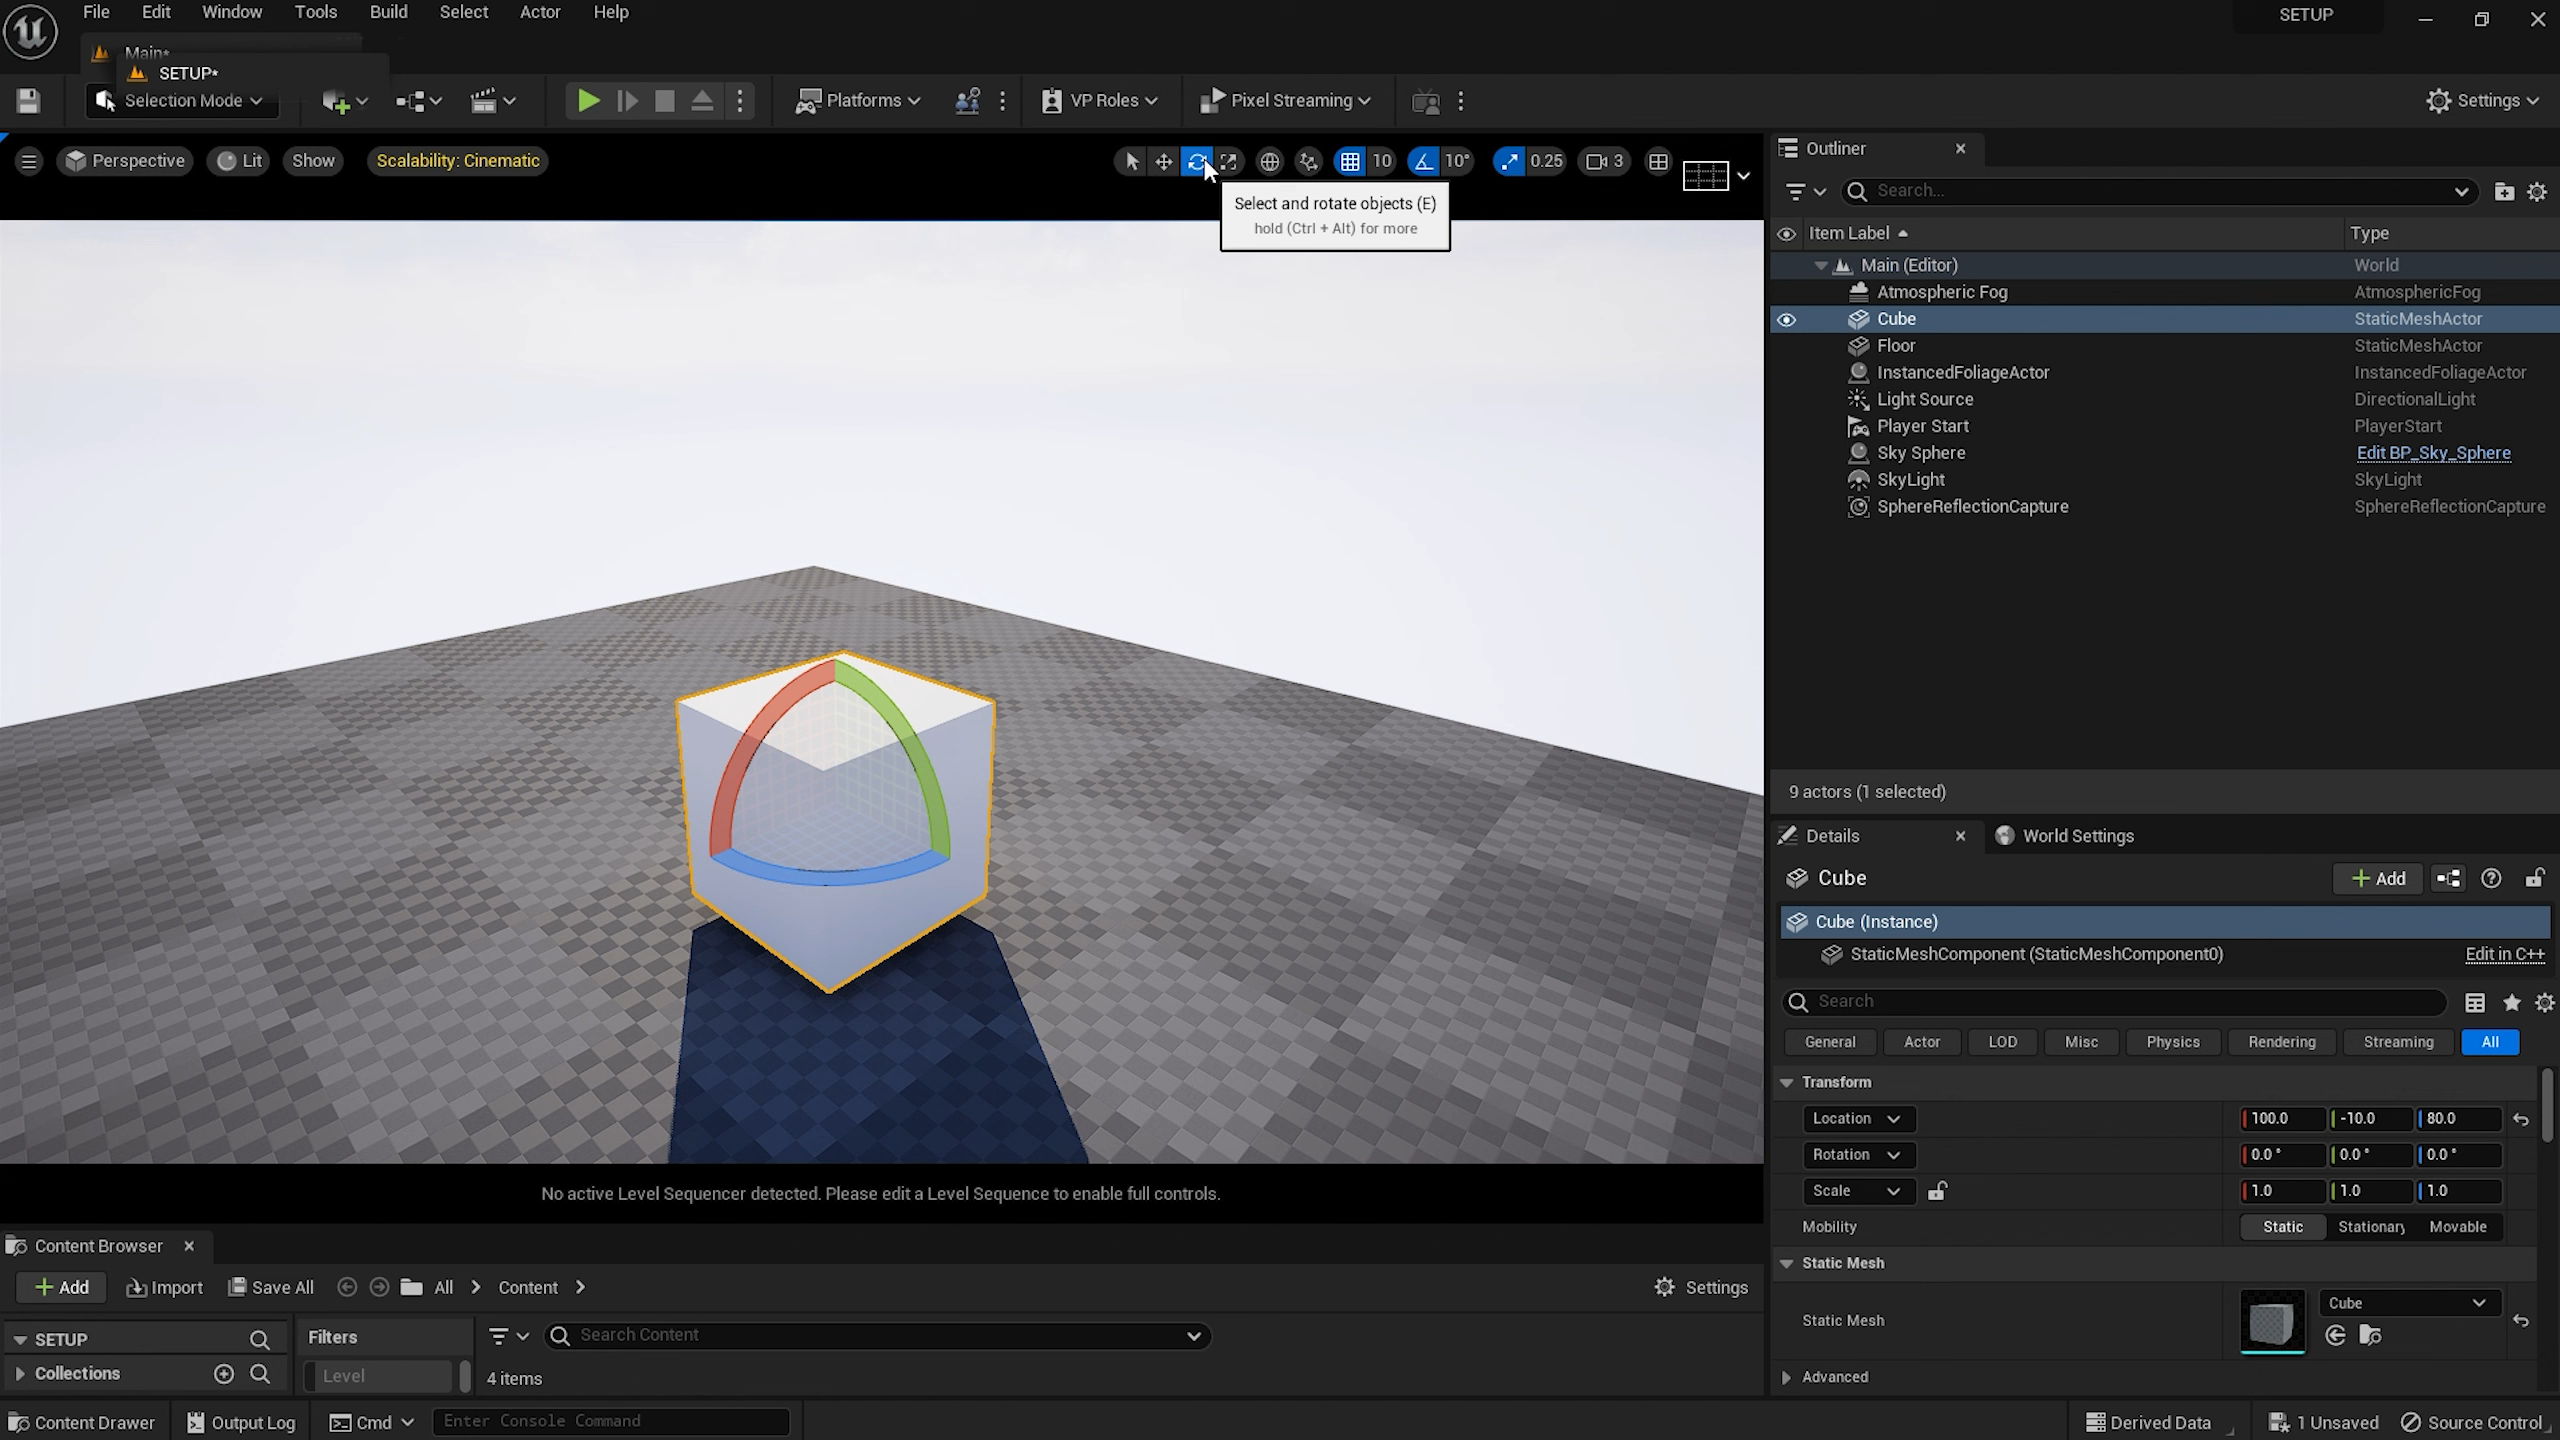 File Edit Window Tools Build Select Actor Help
SETUP
Main*
SETUP*
Selection Mode
Platforms
VP Roles
Pixel Streaming
Settings
Perspective
Lit
Show
Scalability: Cinematic
10
10°
0.25
3
Select and rotate objects (E)
hold (Ctrl + Alt) for more
Outliner
Search...
Item Label
Type
Main (Editor) World
Atmospheric Fog AtmosphericFog
Cube StaticMeshActor
Floor StaticMeshActor
InstancedFoliageActor InstancedFoliageActor
Light Source DirectionalLight
Player Start PlayerStart
Sky Sphere Edit BP_Sky_Sphere
SkyLight SkyLight
SphereReflectionCapture SphereReflectionCapture
9 actors (1 selected)
Details
World Settings
Cube
Add
Cube (Instance)
StaticMeshComponent (StaticMeshComponent0) Edit in C++
Search
General Actor LOD Misc Physics Rendering Streaming All
Transform
Location 100.0 -10.0 80.0
Rotation 0.0° 0.0° 0.0°
Scale 1.0 1.0 1.0
Mobility Static Stationary Movable
Static Mesh
Static Mesh Cube
Advanced
No active Level Sequencer detected. Please edit a Level Sequence to enable full controls.
Content Browser
Add Import Save All All Content Settings
SETUP
Filters
Search Content
Collections
Level
4 items
Content Drawer Output Log Cmd Enter Console Command
Derived Data 1 Unsaved Source Control